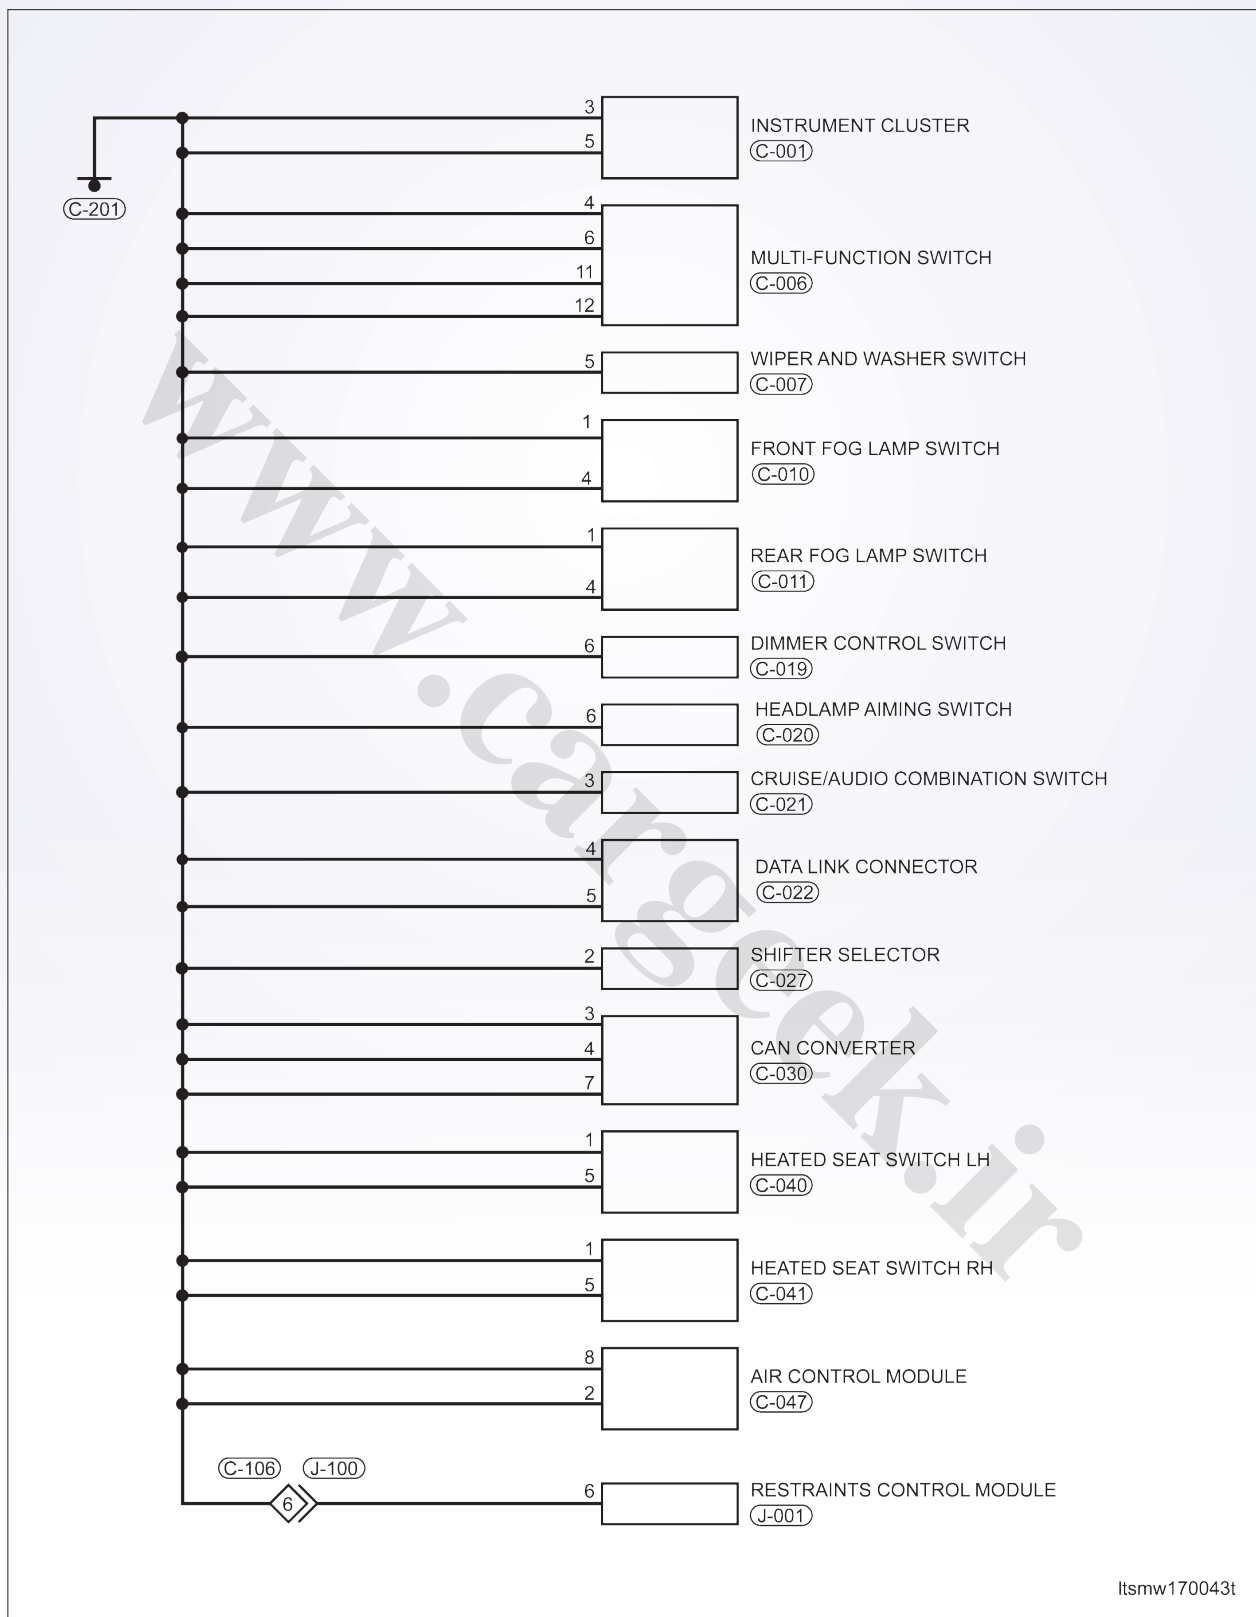 3
INSTRUMENT CLUSTER
5
C-001
C-201
4
6
MULTI-FUNCTION SWITCH
11
C-006
12
5
WIPER AND WASHER SWITCH
C-007
1
FRONT FOG LAMP SWITCH
4
C-010
1
REAR FOG LAMP SWITCH
4
C-011
6
DIMMER CONTROL SWITCH
C-019
6
HEADLAMP AIMING SWITCH
C-020
3
CRUISE/AUDIO COMBINATION SWITCH
C-021
4
DATA LINK CONNECTOR
5
C-022
2
SHIFTER SELECTOR
C-027
3
4
CAN CONVERTER
7
C-030
1
HEATED SEAT SWITCH LH
5
C-040
1
HEATED SEAT SWITCH RH
5
C-041
8
AIR CONTROL MODULE
2
C-047
C-106 J-100
6
6
RESTRAINTS CONTROL MODULE
J-001
www.cargeek.ir
ltsmw170043t